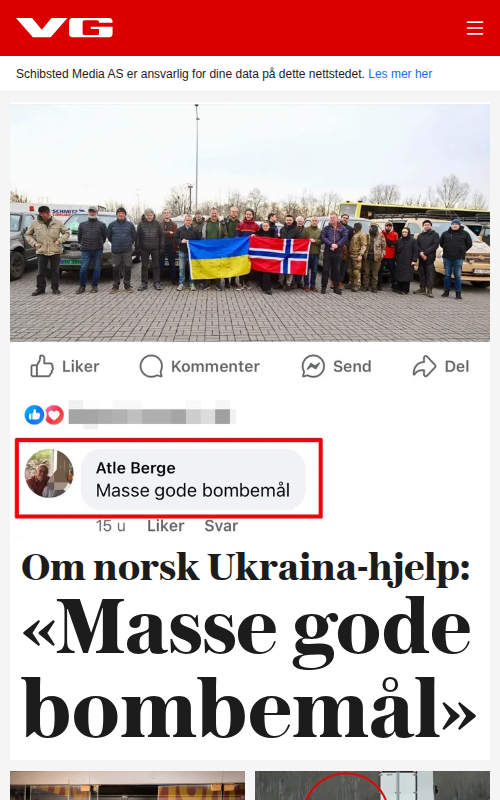 VG
Schibsted Media AS er ansvarlig for dine data på dette nettstedet. Les mer her
Liker Kommenter Send Del
Atle Berge
Masse gode bombemål
15 u Liker Svar
Om norsk Ukraina-hjelp:
«Masse gode
bombemål»